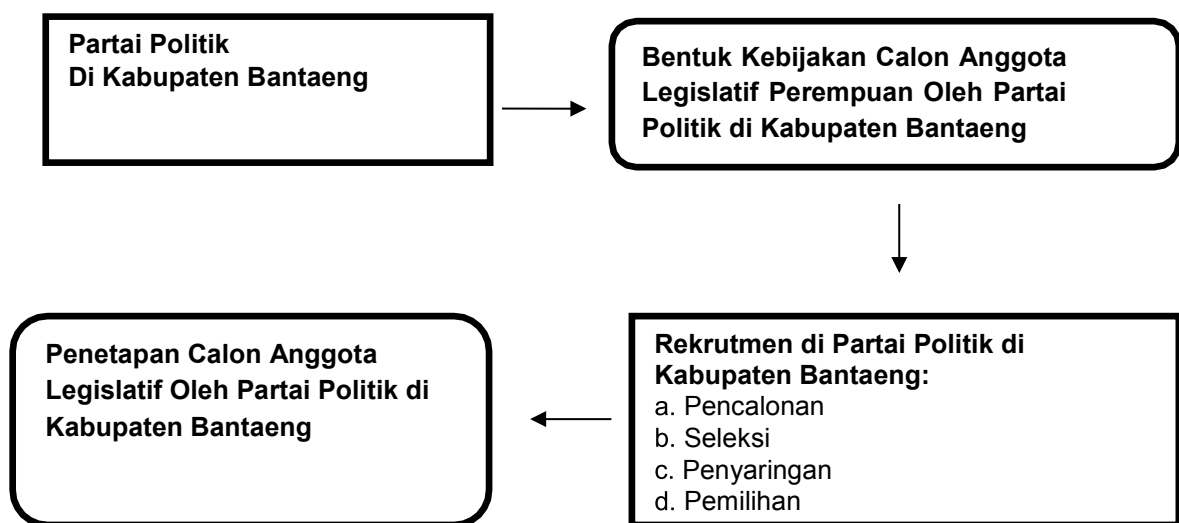 Partai Politik
Di Kabupaten Bantaeng
Bentuk Kebijakan Calon Anggota
Legislatif Perempuan Oleh Partai
Politik di Kabupaten Bantaeng
Rekrutmen di Partai Politik di
Kabupaten Bantaeng:
a. Pencalonan
b. Seleksi
c. Penyaringan
d. Pemilihan
Penetapan Calon Anggota
Legislatif Oleh Partai Politik di
Kabupaten Bantaeng